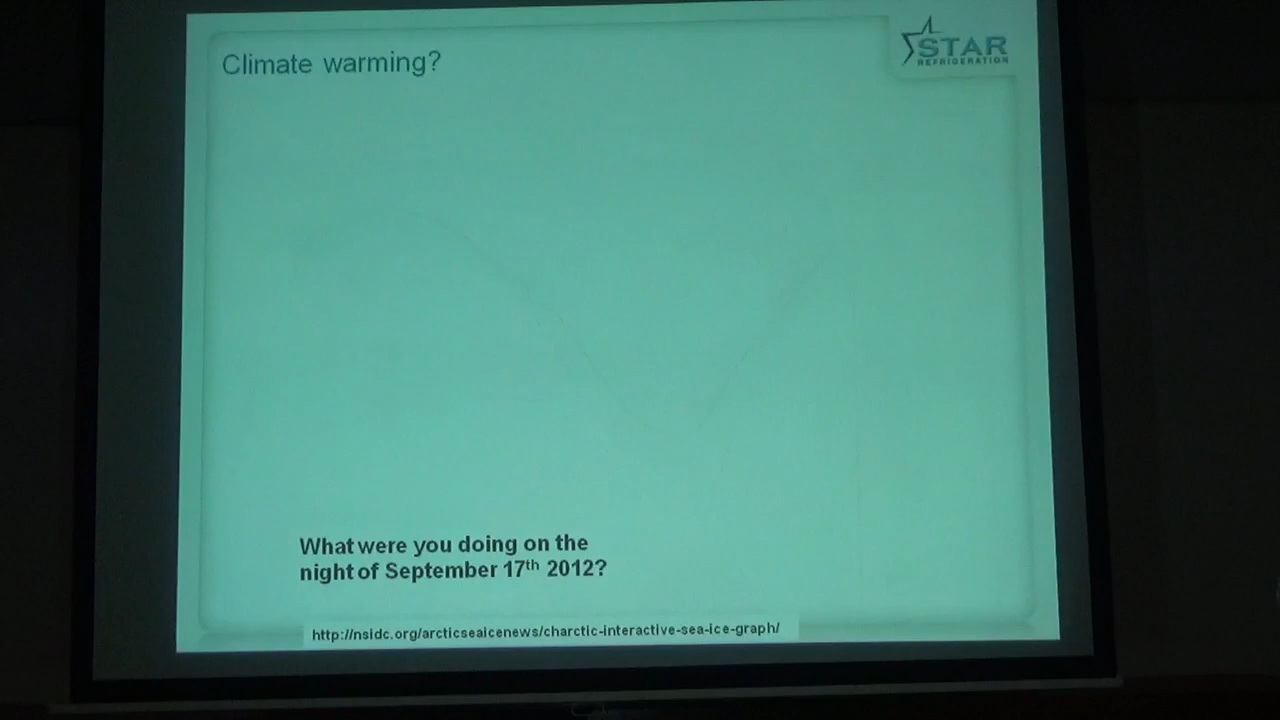 Climate warming?
STAR
REFRIGERATION
What were you doing on the
night of September 17th 2012?
http://nsidc.org/arcticseaicenews/charctic-interactive-sea-ice-graph/